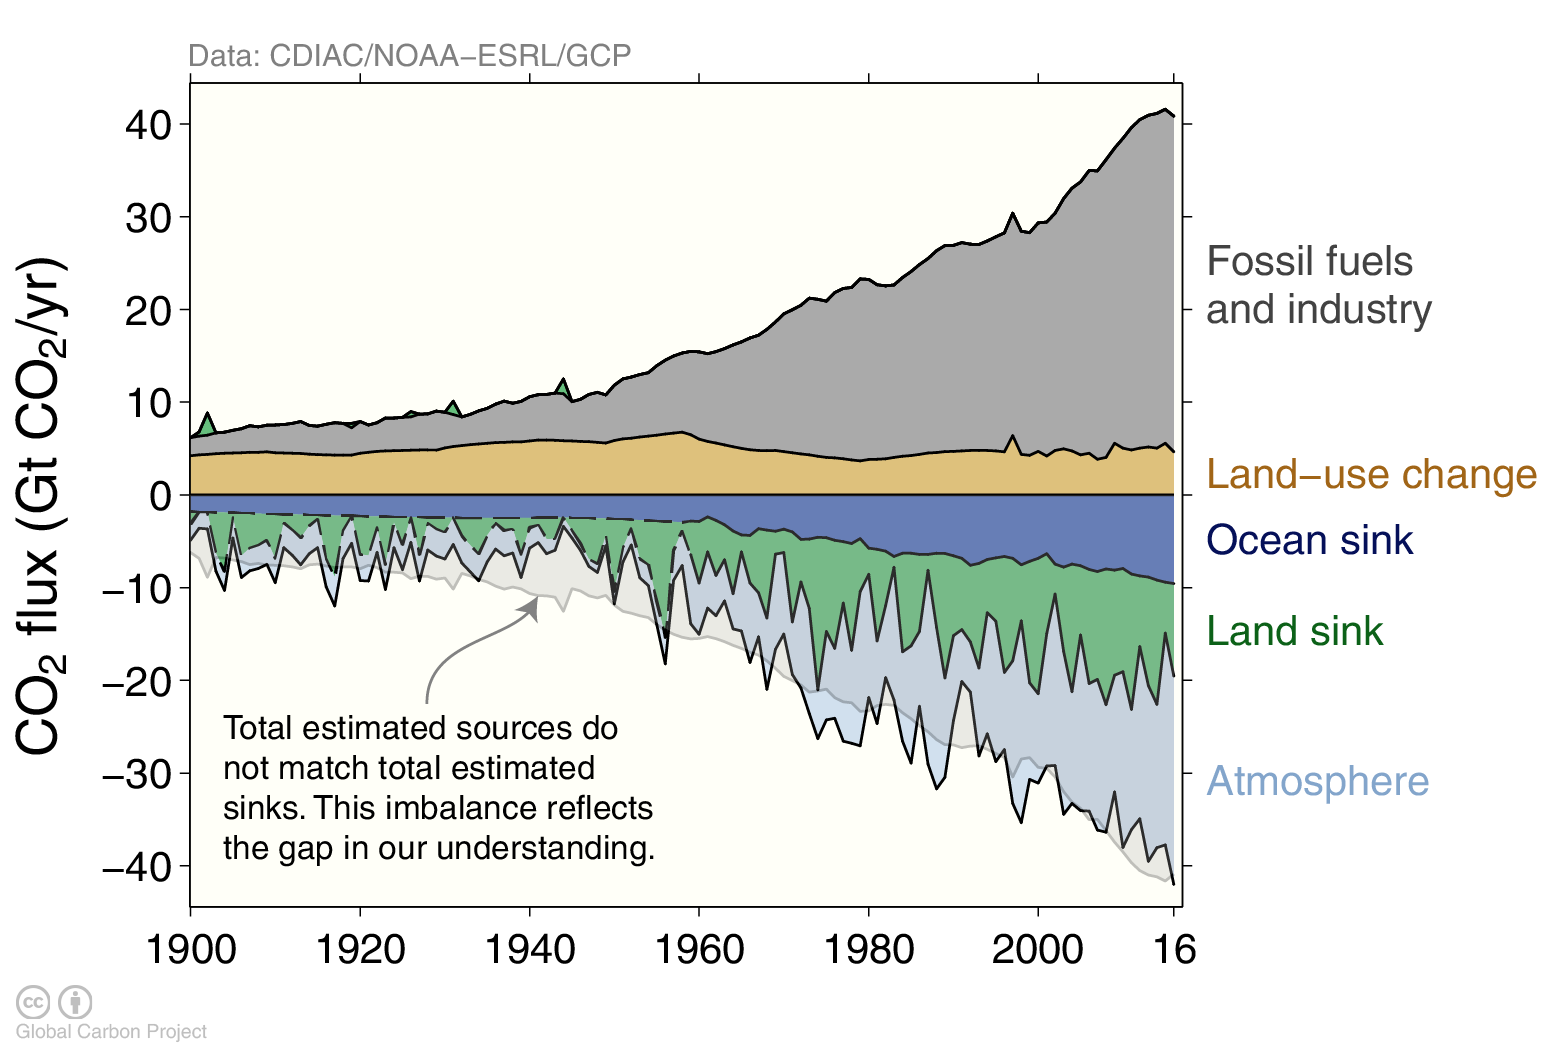 Data: CDIAC/NOAA–ESRL/GCP
CO₂ flux (Gt CO₂/yr)
40
30
20
10
0
−10
−20
−30
−40
Fossil fuels
and industry
Land–use change
Ocean sink
Land sink
Atmosphere
Total estimated sources do
not match total estimated
sinks. This imbalance reflects
the gap in our understanding.
1900 1920 1940 1960 1980 2000 16
cc
Global Carbon Project